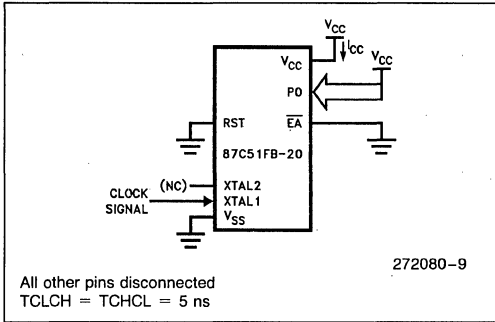 VCC
ICC
VCC
VCC
P0
RST
EA
87C51FB-20
(NC)
XTAL2
CLOCK
SIGNAL
XTAL1
VSS
272080-9
All other pins disconnected
TCLCH = TCHCL = 5 ns